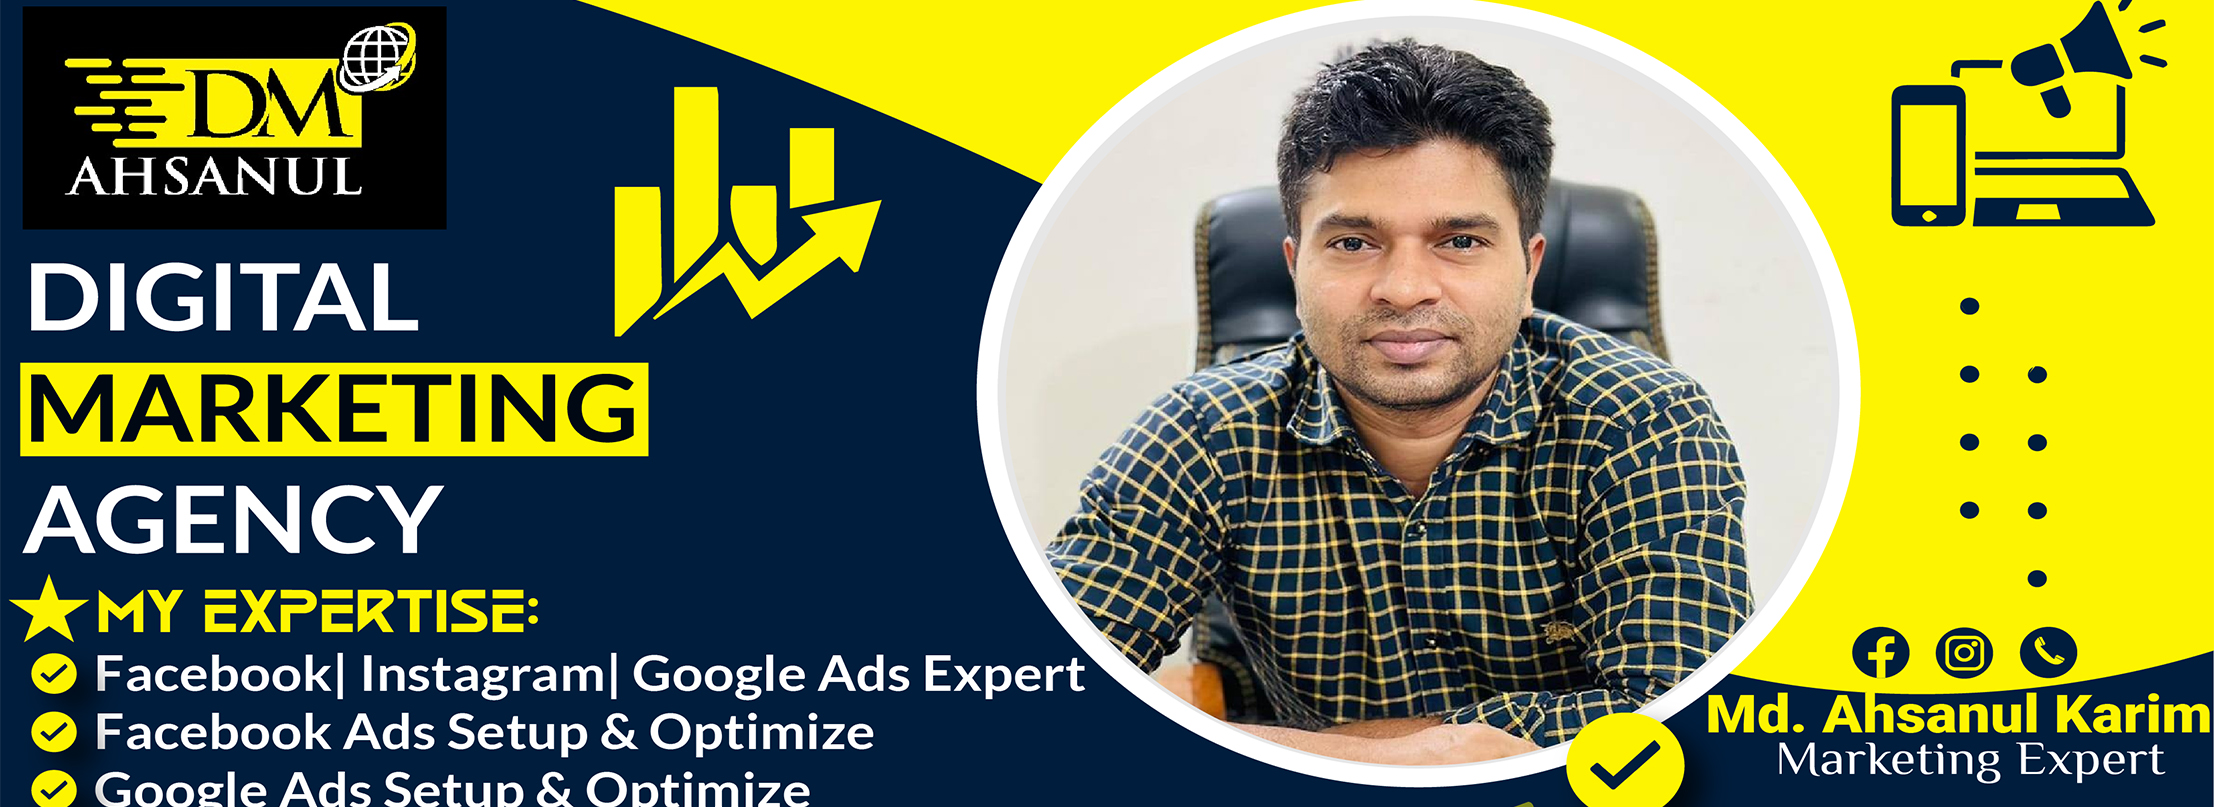 DM
AHSANUL
DIGITAL
MARKETING
AGENCY
MY EXPERTISE:
Facebook| Instagram| Google Ads Expert
Facebook Ads Setup & Optimize
Google Ads Setup & Optimize
Md. Ahsanul Karim
Marketing Expert